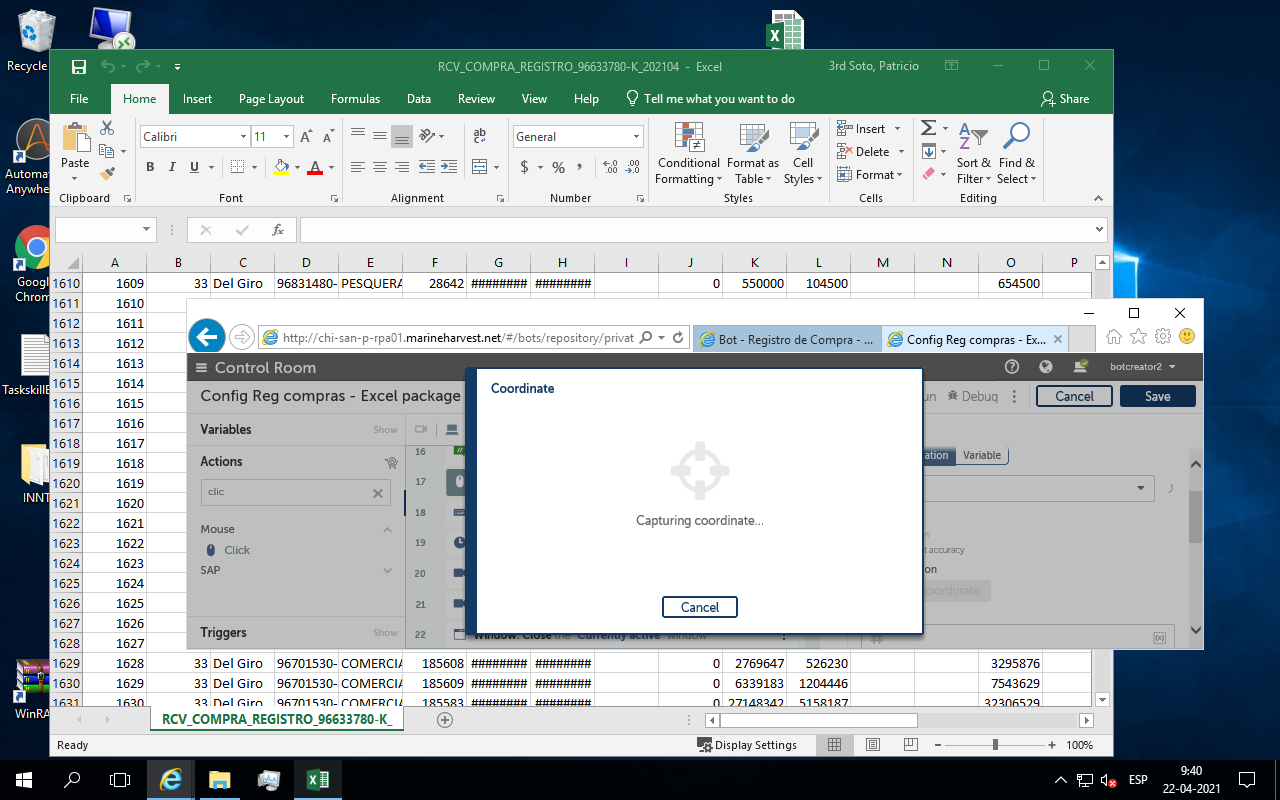 Recycle
Automat
Anywhe
Google
Chrom
TaskskillE
INNT
WinRA
RCV_COMPRA_REGISTRO_96633780-K_202104 - Excel
3rd Soto, Patricio
File Home Insert Page Layout Formulas Data Review View Help Tell me what you want to do Share
Calibri 11 General
Paste
B I U $ %
Conditional Formatting
Format as Table
Cell Styles
Insert
Delete
Format
Sort & Filter
Find & Select
Clipboard Font Alignment Number Styles Cells Editing
fx
A B C D E F G H I J K L M N O P
1610 1609 33 Del Giro 96831480- PESQUERA 28642 ######## ######## 0 550000 104500 654500
1611 1610
1612 1611
1613 1612
1614 1613
1615 1614
1616 1615
1617 1616
1618 1617
1619 1618
1620 1619
1621 1620
1622 1621
1623 1622
1624 1623
1625 1624
1626 1625
1627 1626
1628 1627
1629 1628 33 Del Giro 96701530- COMERCIA 185608 ######## ######## 0 2769647 526230 3295876
1630 1629 33 Del Giro 96701530- COMERCIA 185609 ######## ######## 0 6339183 1204446 7543629
1631 1630 33 Del Giro 96701530- COMERCIA 185583 ######## ######## 0 27148342 5158187 32306529
http://chi-san-p-rpa01.marineharvest.net/#/bots/repository/privat
Bot - Registro de Compra - ...
Config Reg compras - Ex...
Control Room
botcreator2
Config Reg compras - Excel package
un Debug Cancel Save
Variables Show
Actions
clic
Mouse
Click
SAP
Triggers Show
16
17
18
19
20
21
22 Window: Close the "Currently active" window
Coordinate
Capturing coordinate...
Cancel
ation Variable
w
t accuracy
on
coordinate
RCV_COMPRA_REGISTRO_96633780-K_
Ready
Display Settings
100%
ESP
9:40
22-04-2021